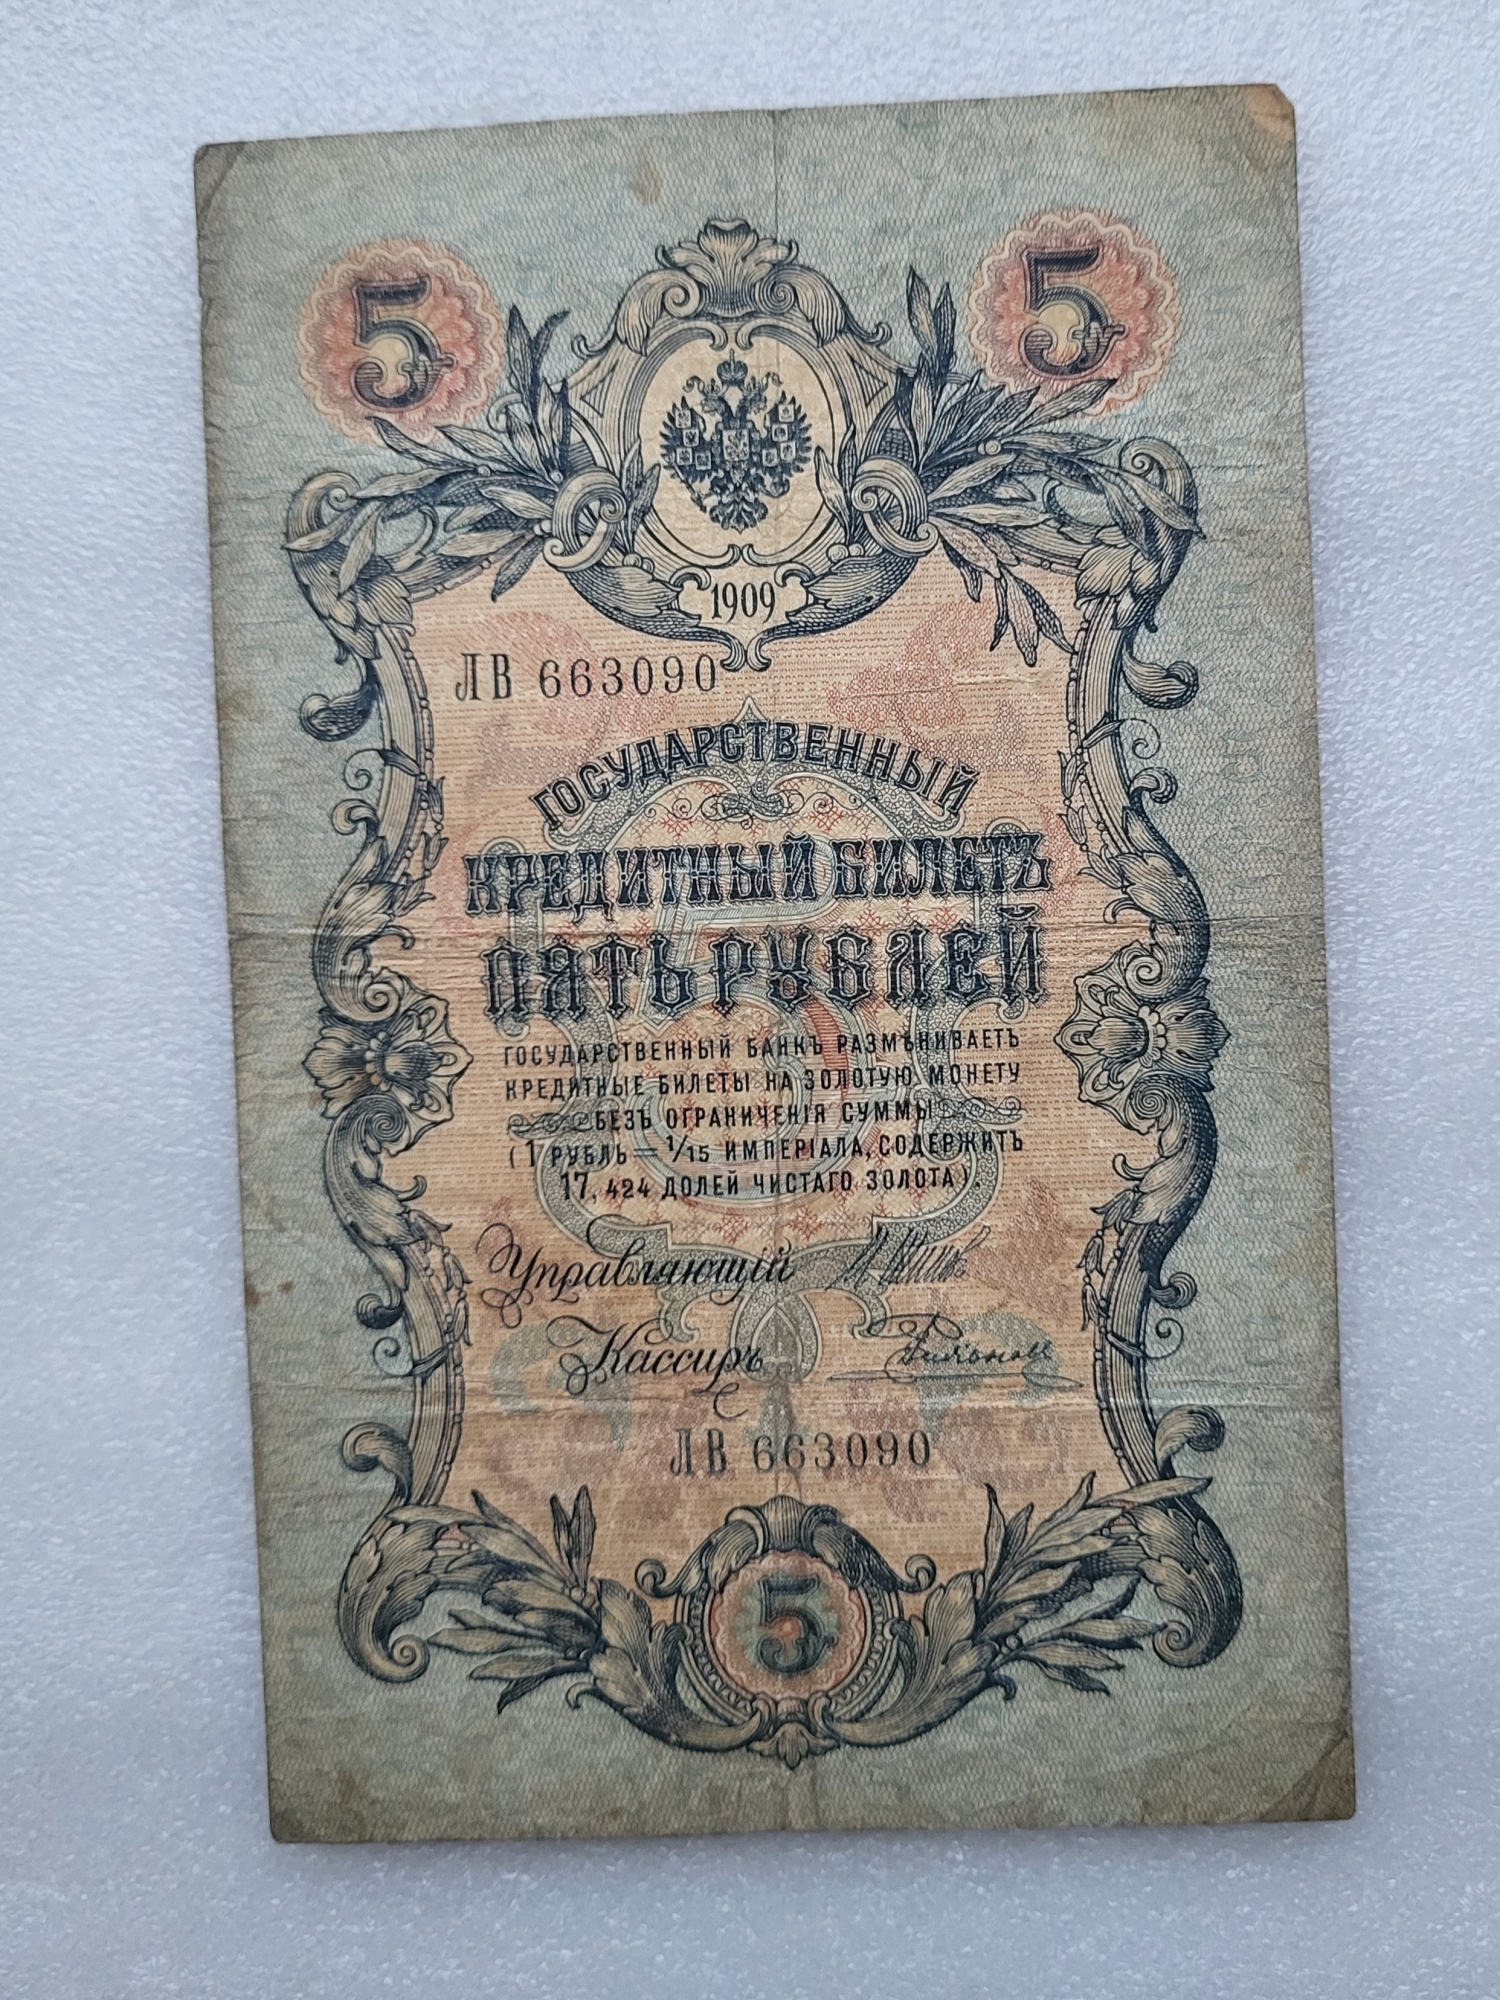 5 5
1909
ЛВ 663090
ГОСУДАРСТВЕННЫЙ
КРЕДИТНЫЙ БИЛЕТЪ
ПЯТЬ РУБЛЕЙ
ГОСУДАРСТВЕННЫЙ БАНКЪ РАЗМѢНИВАЕТЪ
КРЕДИТНЫЕ БИЛЕТЫ НА ЗОЛОТУЮ МОНЕТУ
БЕЗЪ ОГРАНИЧЕНІЯ СУММЫ
(1 РУБЛЬ = 1/15 ИМПЕРІАЛА, СОДЕРЖИТЪ
17,424 ДОЛЕЙ ЧИСТАГО ЗОЛОТА).
Управляющій
Кассиръ
ЛВ 663090
5